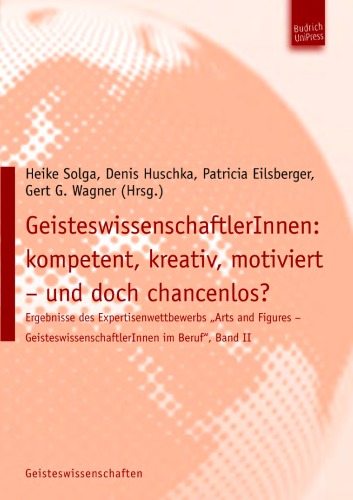 Budrich
UniPress
Heike Solga, Denis Huschka, Patricia Eilsberger,
Gert G. Wagner (Hrsg.)
GeisteswissenschaftlerInnen:
kompetent, kreativ, motiviert
– und doch chancenlos?
Ergebnisse des Expertisenwettbewerbs „Arts and Figures –
GeisteswissenschaftlerInnen im Beruf“, Band II
Geisteswissenschaften